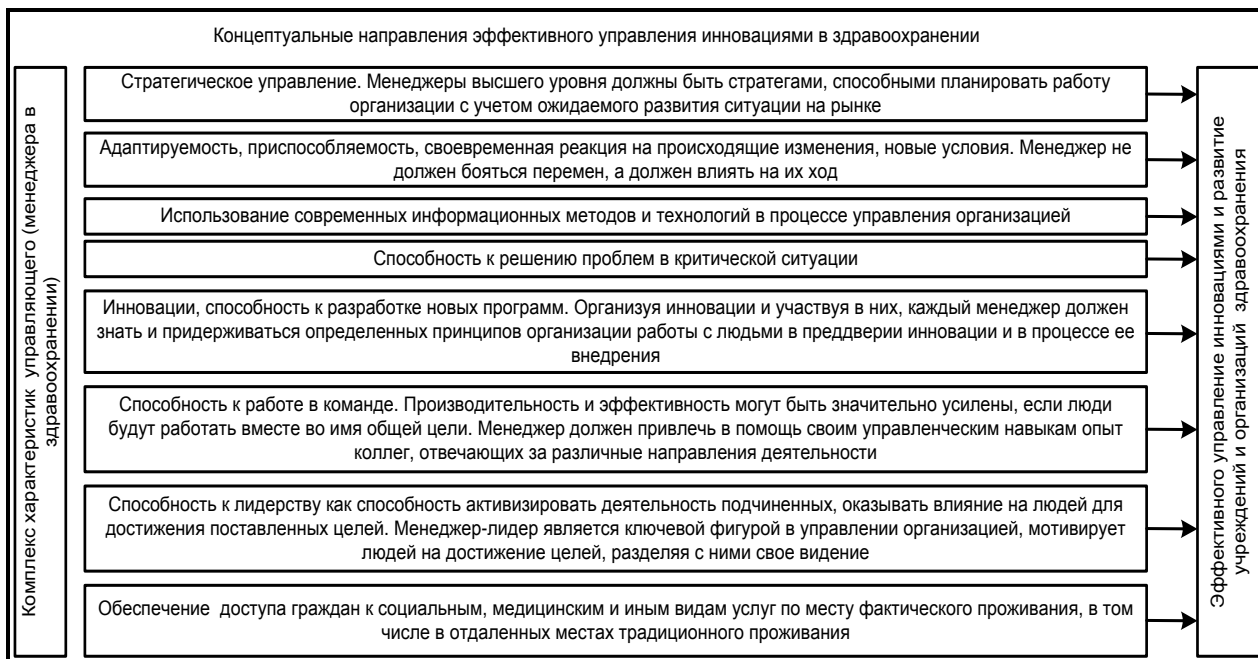 Концептуальные направления эффективного управления инновациями в здравоохранении
Комплекс характеристик управляющего (менеджера в
здравоохранении)
Стратегическое управление. Менеджеры высшего уровня должны быть стратегами, способными планировать работу
организации с учетом ожидаемого развития ситуации на рынке
Адаптируемость, приспособляемость, своевременная реакция на происходящие изменения, новые условия. Менеджер не
должен бояться перемен, а должен влиять на их ход
Использование современных информационных методов и технологий в процессе управления организацией
Способность к решению проблем в критической ситуации
Инновации, способность к разработке новых программ. Организуя инновации и участвуя в них, каждый менеджер должен
знать и придерживаться определенных принципов организации работы с людьми в преддверии инновации и в процессе ее
внедрения
Способность к работе в команде. Производительность и эффективность могут быть значительно усилены, если люди
будут работать вместе во имя общей цели. Менеджер должен привлечь в помощь своим управленческим навыкам опыт
коллег, отвечающих за различные направления деятельности
Способность к лидерству как способность активизировать деятельность подчиненных, оказывать влияние на людей для
достижения поставленных целей. Менеджер-лидер является ключевой фигурой в управлении организацией, мотивирует
людей на достижение целей, разделяя с ними свое видение
Обеспечение доступа граждан к социальным, медицинским и иным видам услуг по месту фактического проживания, в том
числе в отдаленных местах традиционного проживания
Эффективное управление инновациями и развитие
учреждений и организаций здравоохранения